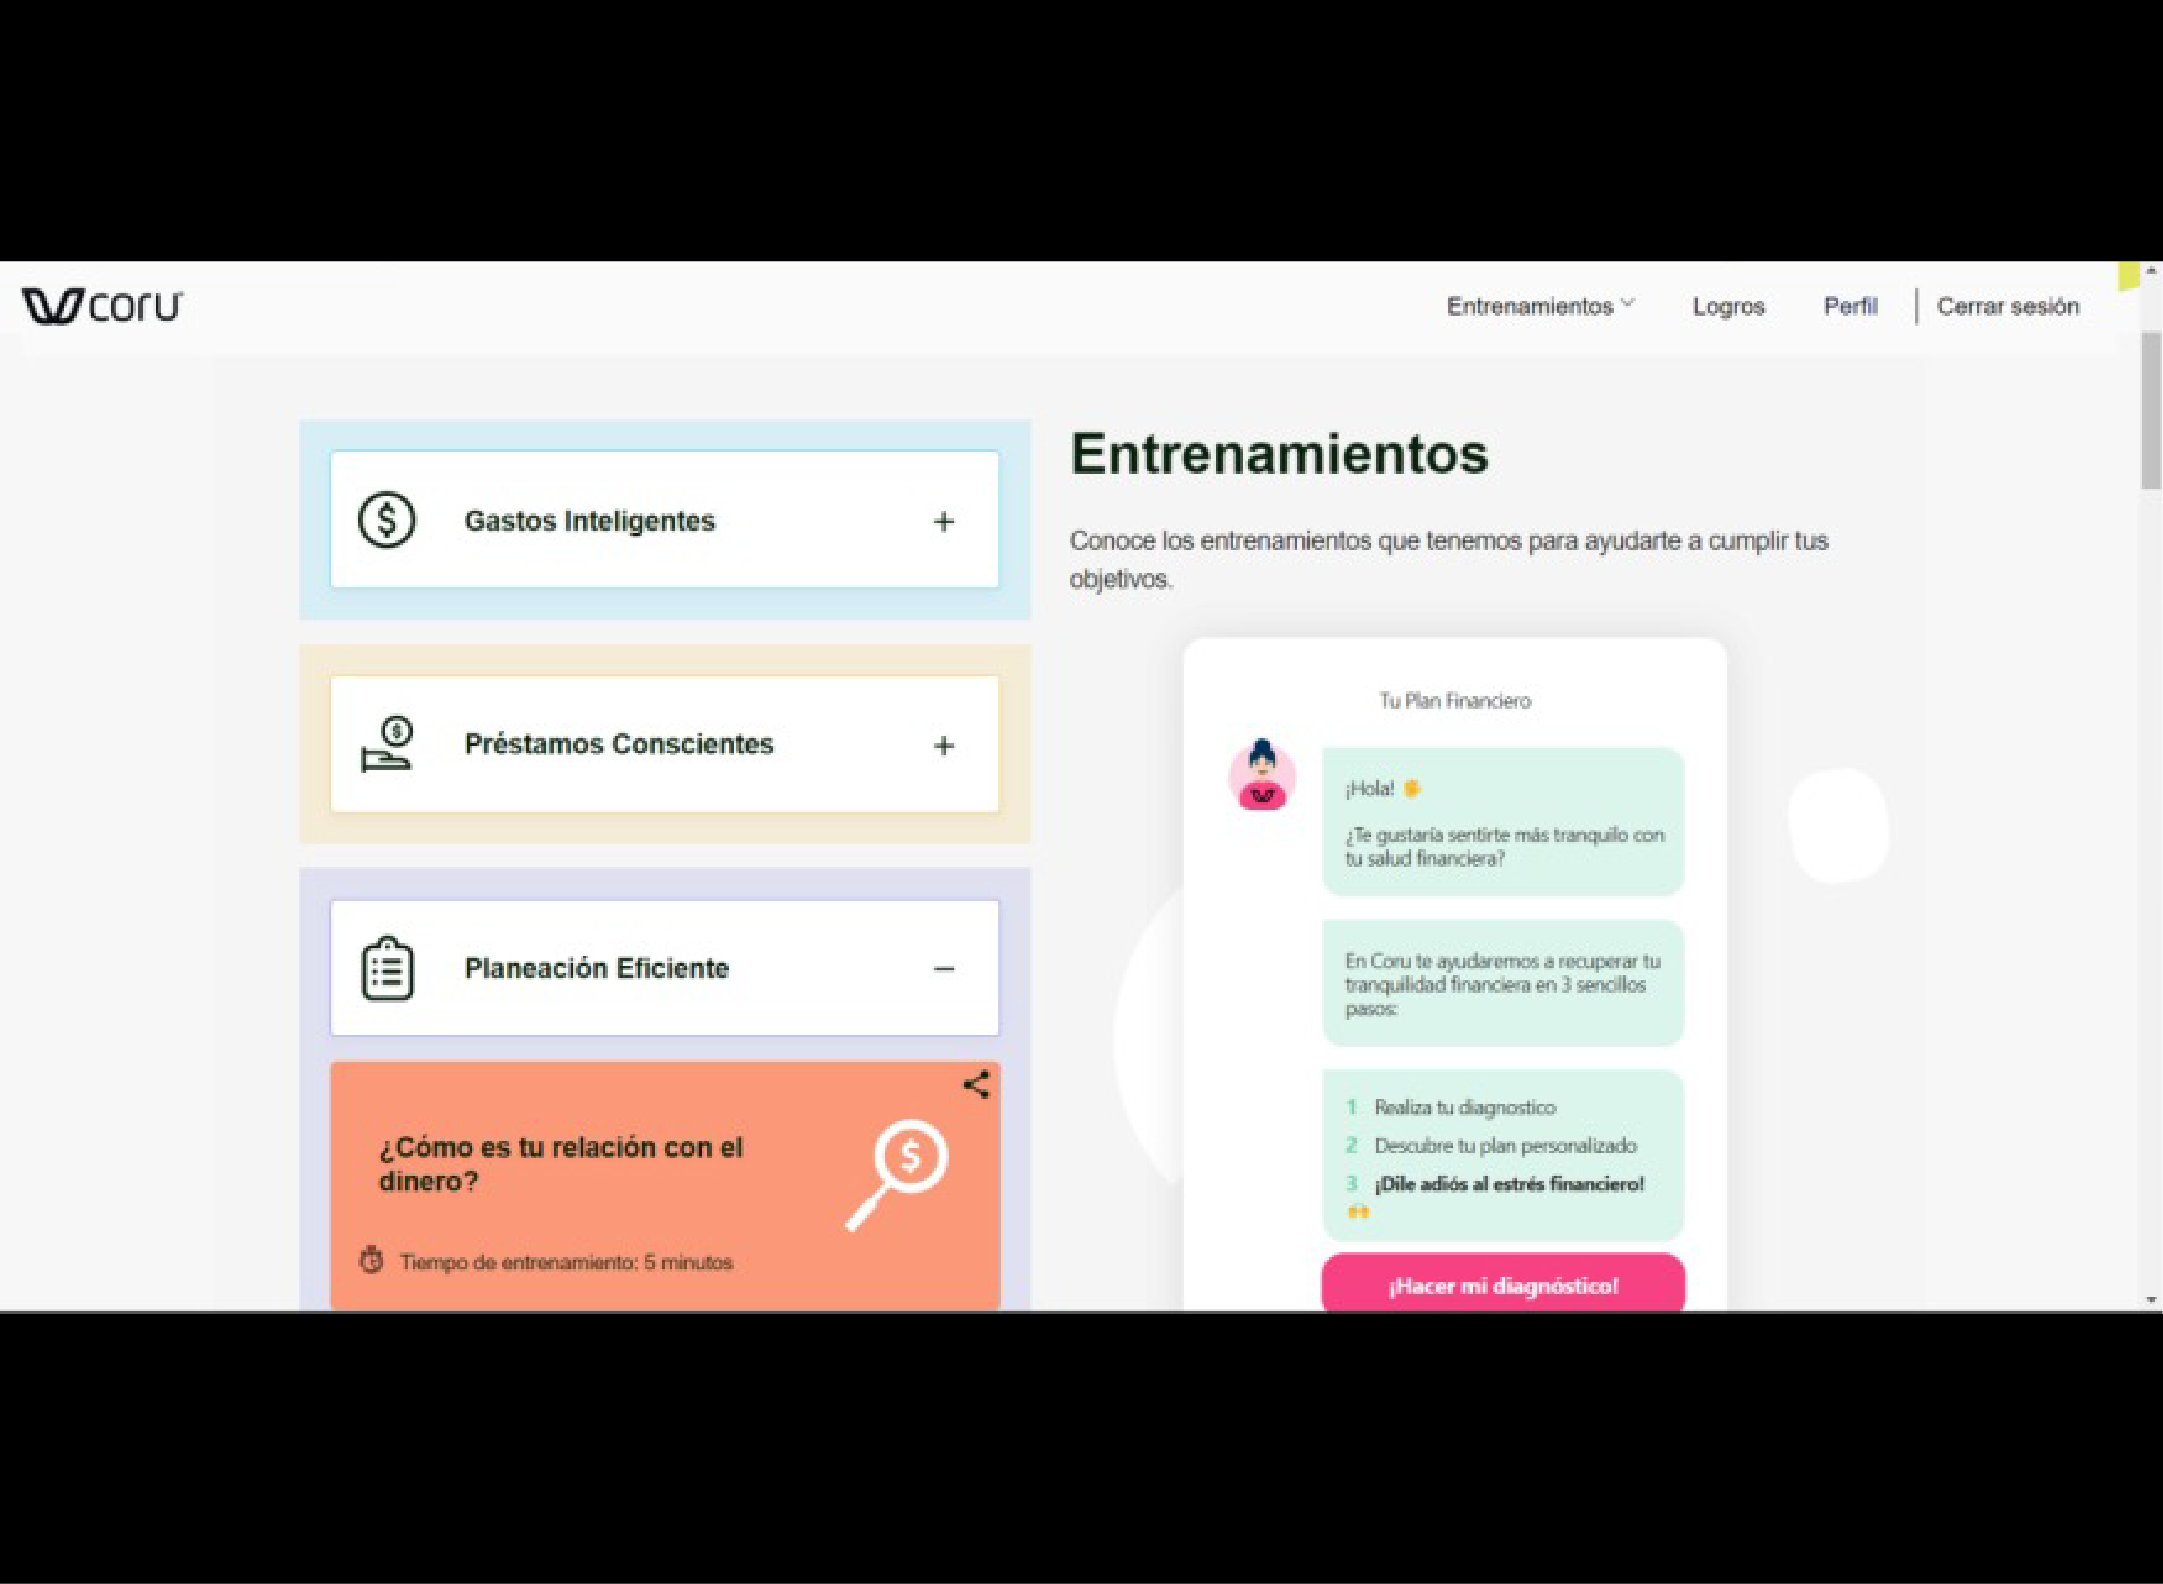 coru
Entrenamientos
Logros
Perfil
Cerrar sesión
Gastos Inteligentes
Préstamos Conscientes
Planeación Eficiente
¿Cómo es tu relación con el
dinero?
Tiempo de entrenamiento: 5 minutos
Entrenamientos
Conoce los entrenamientos que tenemos para ayudarte a cumplir tus
objetivos.
Tu Plan Financiero
¡Hola!
¿Te gustaría sentirte más tranquilo con
tu salud financiera?
En Coru te ayudaremos a recuperar tu
tranquilidad financiera en 3 sencillos
pasos:
1 Realiza tu diagnostico
2 Descubre tu plan personalizado
3 ¡Dile adiós al estrés financiero!
¡Hacer mi diagnóstico!